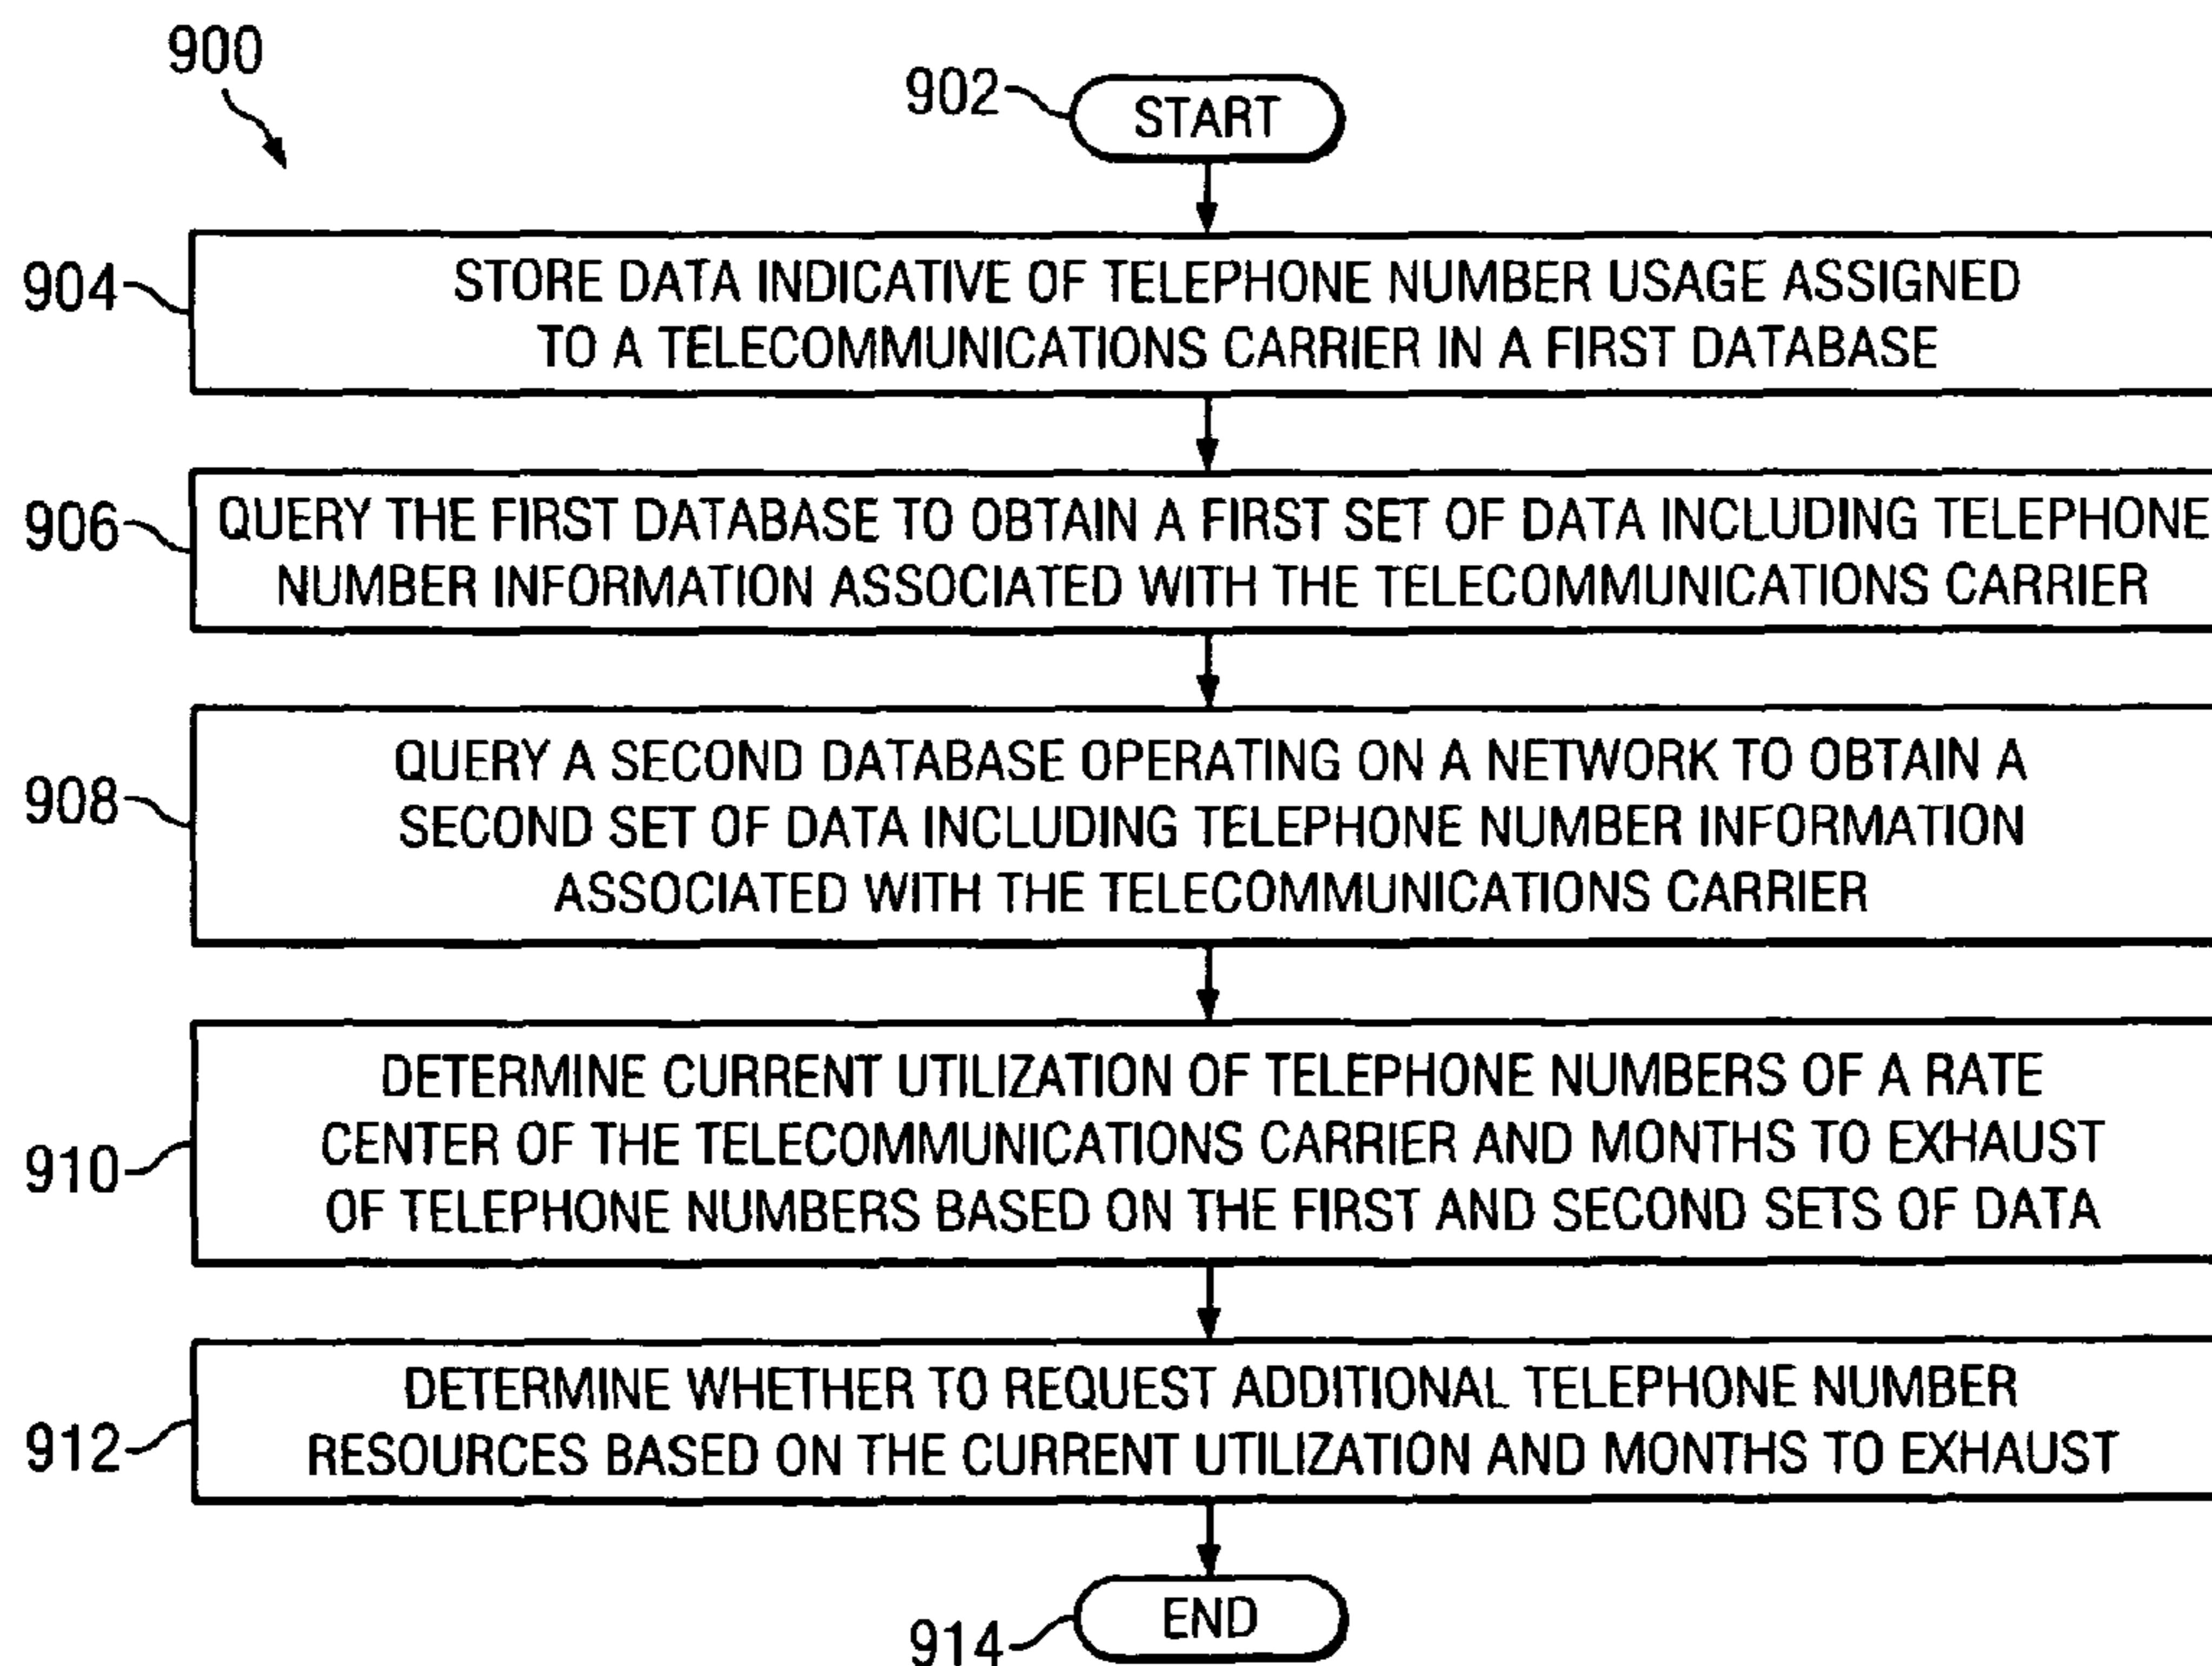 900
902
START
904
STORE DATA INDICATIVE OF TELEPHONE NUMBER USAGE ASSIGNED
TO A TELECOMMUNICATIONS CARRIER IN A FIRST DATABASE
906
QUERY THE FIRST DATABASE TO OBTAIN A FIRST SET OF DATA INCLUDING TELEPHONE
NUMBER INFORMATION ASSOCIATED WITH THE TELECOMMUNICATIONS CARRIER
908
QUERY A SECOND DATABASE OPERATING ON A NETWORK TO OBTAIN A
SECOND SET OF DATA INCLUDING TELEPHONE NUMBER INFORMATION
ASSOCIATED WITH THE TELECOMMUNICATIONS CARRIER
910
DETERMINE CURRENT UTILIZATION OF TELEPHONE NUMBERS OF A RATE
CENTER OF THE TELECOMMUNICATIONS CARRIER AND MONTHS TO EXHAUST
OF TELEPHONE NUMBERS BASED ON THE FIRST AND SECOND SETS OF DATA
912
DETERMINE WHETHER TO REQUEST ADDITIONAL TELEPHONE NUMBER
RESOURCES BASED ON THE CURRENT UTILIZATION AND MONTHS TO EXHAUST
914
END